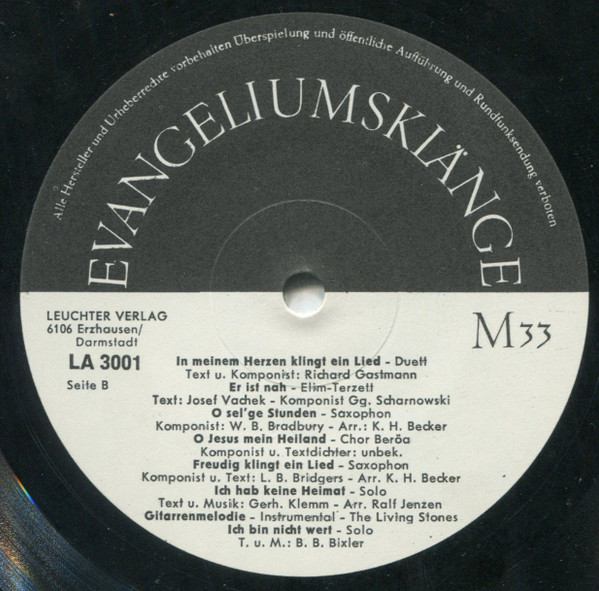 Alle Hersteller und Urheberrechte vorbehalten Überspielung und öffentliche Aufführung und Rundfunksendung verboten
EVANGELIUMSKLÄNGE
LEUCHTER VERLAG
6106 Erzhausen/
Darmstadt
LA 3001
Seite B
M33
In meinem Herzen klingt ein Lied - Duett
Text u. Komponist: Richard Gastmann
Er ist nah - Elim-Terzett
Text: Josef Vachek - Komponist Gg. Scharnowski
O sel'ge Stunden - Saxophon
Komponist: W. B. Bradbury - Arr.: K. H. Becker
O Jesus mein Heiland - Chor Beröa
Komponist u. Textdichter: unbek.
Freudig klingt ein Lied - Saxophon
Komponist u. Text: L. B. Bridgers - Arr. K. H. Becker
Ich hab keine Heimat - Solo
Text u. Musik: Gerh. Klemm - Arr. Ralf Jenzen
Gitarrenmelodie - Instrumental - The Living Stones
Ich bin nicht wert - Solo
T. u. M.: B. B. Bixler